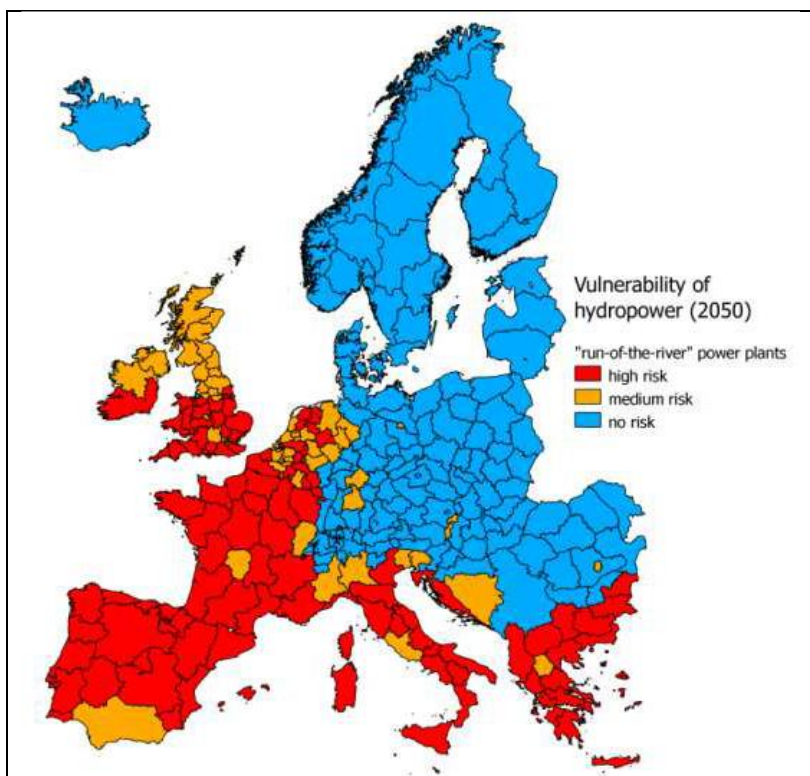 Vulnerability of
hydropower (2050)
"run-of-the-river" power plants
high risk
medium risk
no risk